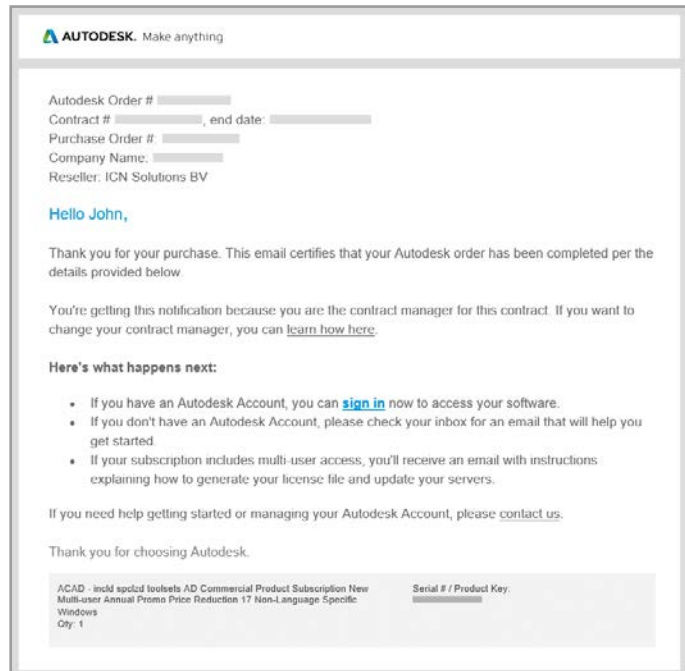 AUTODESK. Make anything
Autodesk Order #
Contract # , end date:
Purchase Order #:
Company Name:
Reseller: ICN Solutions BV
Hello John,
Thank you for your purchase. This email certifies that your Autodesk order has been completed per the
details provided below
You're getting this notification because you are the contract manager for this contract. If you want to
change your contract manager, you can learn how here.
Here's what happens next:
• If you have an Autodesk Account, you can sign in now to access your software.
• If you don't have an Autodesk Account, please check your inbox for an email that will help you
get started.
• If your subscription includes multi-user access, you'll receive an email with instructions
explaining how to generate your license file and update your servers.
If you need help getting started or managing your Autodesk Account, please contact us.
Thank you for choosing Autodesk.
ACAD - incld spclzd toolsets AD Commercial Product Subscription New
Multi-user Annual Promo Price Reduction 17 Non-Language Specific
Windows
Qty: 1
Serial # / Product Key: